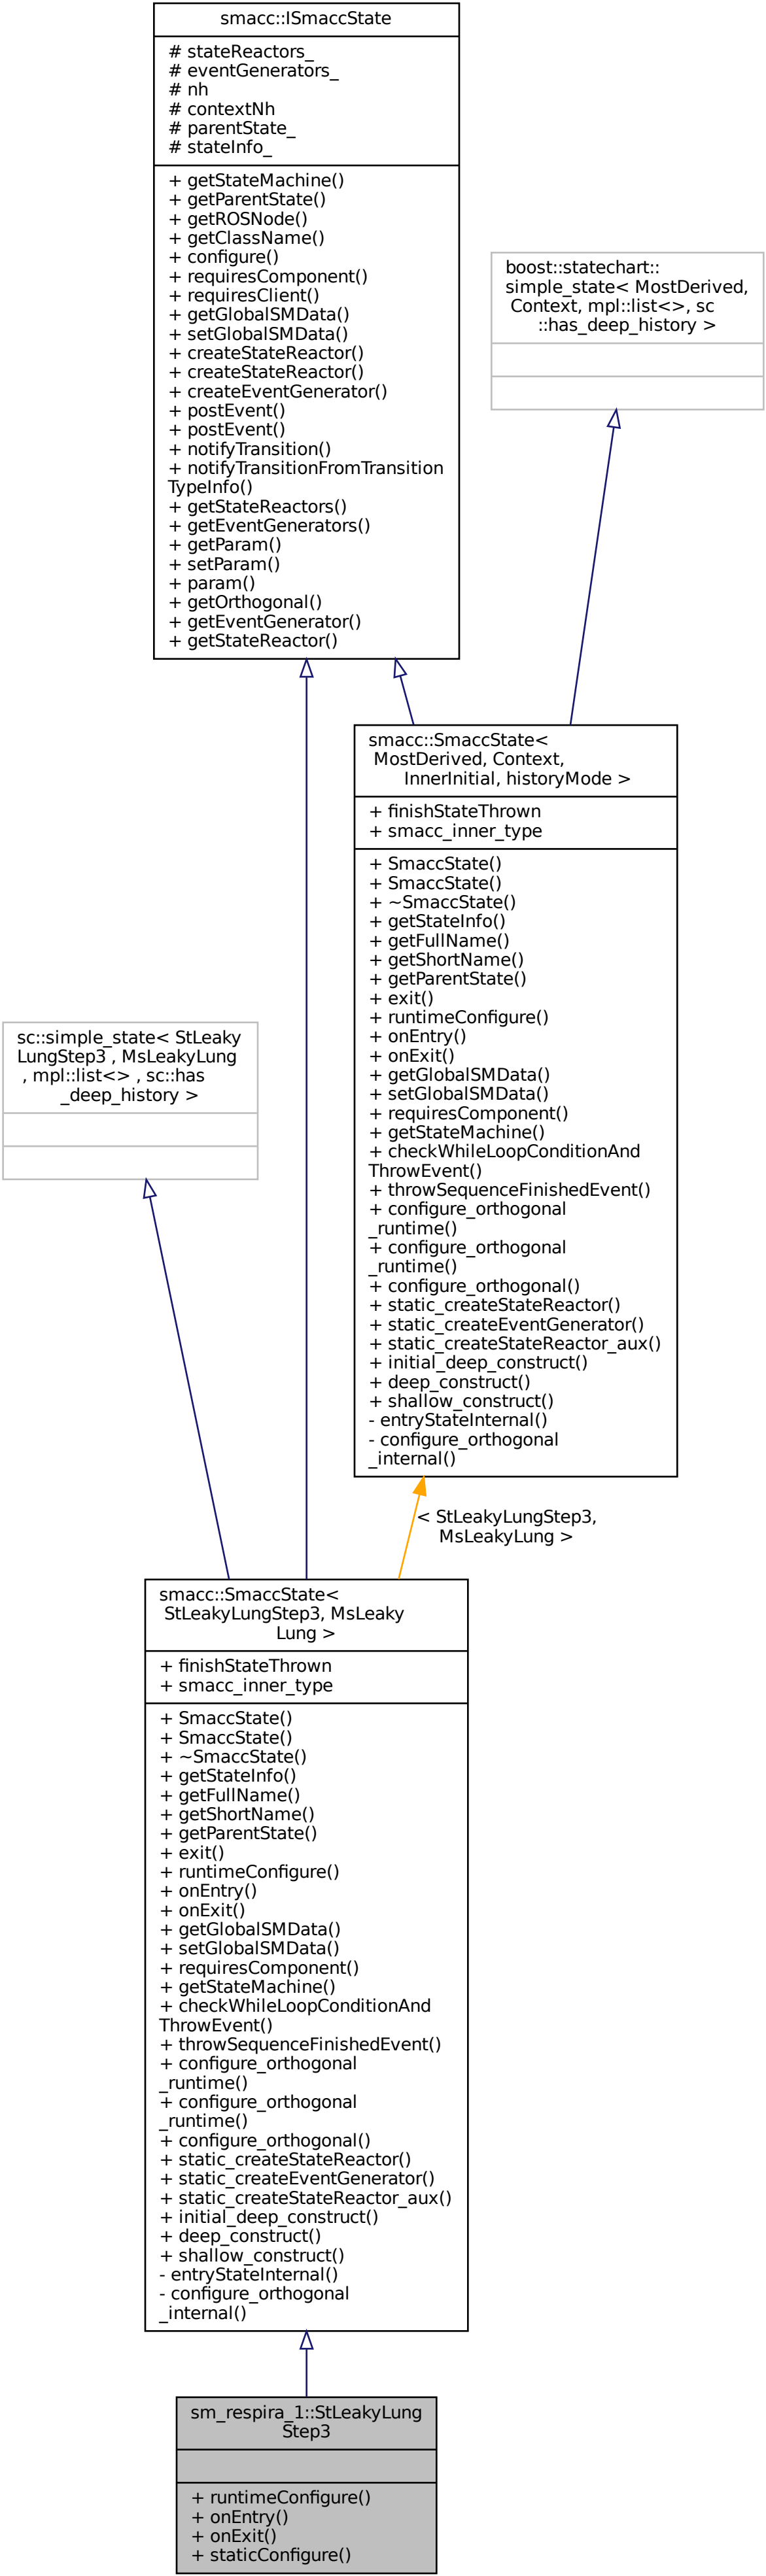 smacc::ISmaccState
# stateReactors_
# eventGenerators_
# nh
# contextNh
# parentState_
# stateInfo_
+ getStateMachine()
+ getParentState()
+ getROSNode()
+ getClassName()
+ configure()
+ requiresComponent()
+ requiresClient()
+ getGlobalSMData()
+ setGlobalSMData()
+ createStateReactor()
+ createStateReactor()
+ createEventGenerator()
+ postEvent()
+ postEvent()
+ notifyTransition()
+ notifyTransitionFromTransition
TypeInfo()
+ getStateReactors()
+ getEventGenerators()
+ getParam()
+ setParam()
+ param()
+ getOrthogonal()
+ getEventGenerator()
+ getStateReactor()
boost::statechart::
simple_state< MostDerived,
Context, mpl::list<>, sc
::has_deep_history >
smacc::SmaccState<
MostDerived, Context,
InnerInitial, historyMode >
+ finishStateThrown
+ smacc_inner_type
+ SmaccState()
+ SmaccState()
+ ~SmaccState()
+ getStateInfo()
+ getFullName()
+ getShortName()
+ getParentState()
+ exit()
+ runtimeConfigure()
+ onEntry()
+ onExit()
+ getGlobalSMData()
+ setGlobalSMData()
+ requiresComponent()
+ getStateMachine()
+ checkWhileLoopConditionAnd
ThrowEvent()
+ throwSequenceFinishedEvent()
+ configure_orthogonal
_runtime()
+ configure_orthogonal
_runtime()
+ configure_orthogonal()
+ static_createStateReactor()
+ static_createEventGenerator()
+ static_createStateReactor_aux()
+ initial_deep_construct()
+ deep_construct()
+ shallow_construct()
- entryStateInternal()
- configure_orthogonal
_internal()
sc::simple_state< StLeaky
LungStep3 , MsLeakyLung
, mpl::list<> , sc::has
_deep_history >
< StLeakyLungStep3,
MsLeakyLung >
smacc::SmaccState<
StLeakyLungStep3, MsLeaky
Lung >
+ finishStateThrown
+ smacc_inner_type
+ SmaccState()
+ SmaccState()
+ ~SmaccState()
+ getStateInfo()
+ getFullName()
+ getShortName()
+ getParentState()
+ exit()
+ runtimeConfigure()
+ onEntry()
+ onExit()
+ getGlobalSMData()
+ setGlobalSMData()
+ requiresComponent()
+ getStateMachine()
+ checkWhileLoopConditionAnd
ThrowEvent()
+ throwSequenceFinishedEvent()
+ configure_orthogonal
_runtime()
+ configure_orthogonal
_runtime()
+ configure_orthogonal()
+ static_createStateReactor()
+ static_createEventGenerator()
+ static_createStateReactor_aux()
+ initial_deep_construct()
+ deep_construct()
+ shallow_construct()
- entryStateInternal()
- configure_orthogonal
_internal()
sm_respira_1::StLeakyLung
Step3
+ runtimeConfigure()
+ onEntry()
+ onExit()
+ staticConfigure()